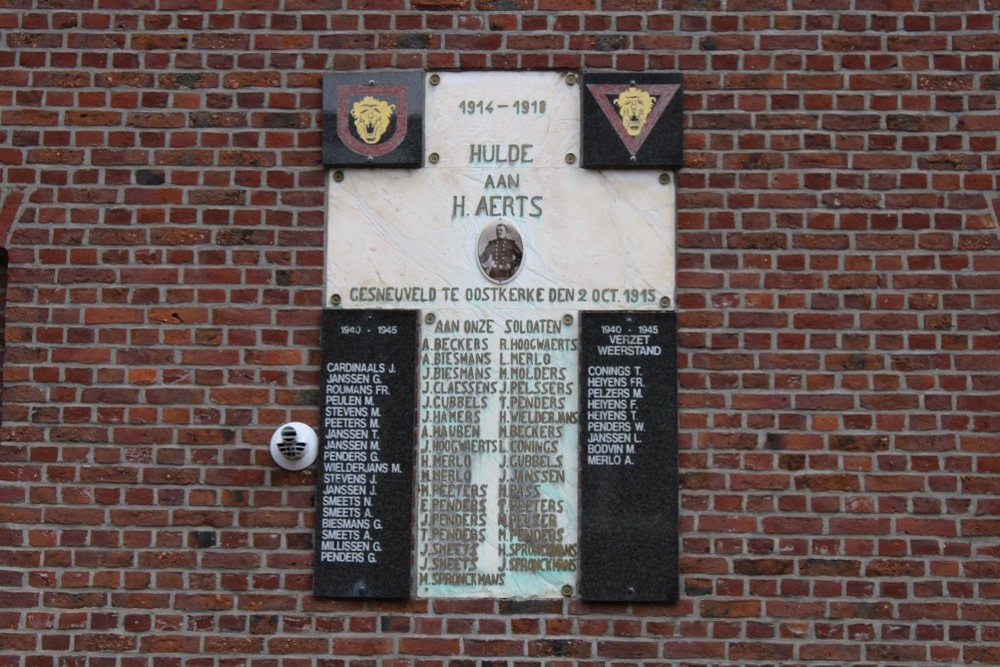 1914 - 1918
HULDE
AAN
H. AERTS
GESNEUVELD TE OOSTKERKE DEN 2 OCT. 1915
1940 - 1945
CARDINAALS J.
JANSSEN G.
ROUMANS FR.
PEULEN M.
STEVENS M.
PEETERS M.
JANSSEN T.
JANSSEN M.
PENDERS G.
WIELDERJANS M.
STEVENS J.
JANSSEN J.
SMEETS N.
SMEETS A.
BIESMANS G.
SMEETS A.
MILLISSEN G.
PENDERS G.
AAN ONZE SOLDATEN
A. BECKERS R. HOOGWAERTS
A. BIESMANS L. MERLO
J. BIESMANS M. MOLDERS
J. CLAESSENS J. PELSSERS
J. GUBBELS T. PENDERS
J. HAMERS H. WIELDERJANS
A. HAUBEN M. BECKERS
J. HOOGWAERTS L. CONINGS
H. MERLO J. GUBBELS
M. MERLO J. JANSSEN
M. PEETERS M. PASS
E. PENDERS T. PEETERS
J. PENDERS M. PELZER
T. PENDERS M. PENDERS
J. SMEETS H. SPRONCKMANS
J. SMEETS J. SPRONCKMANS
M. SPRONCKMANS
1940 - 1945
VERZET
WEERSTAND
CONINGS T.
HEIYENS FR.
PELZERS M.
HEIYENS F.
HEIYENS T.
PENDERS W.
JANSSEN L.
BODVIN M.
MERLO A.